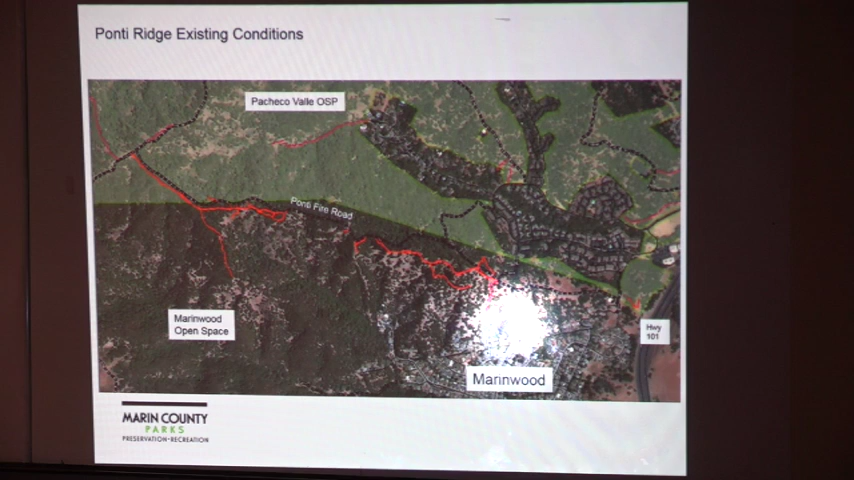 Ponti Ridge Existing Conditions
Pacheco Valle OSP
Ponti Fire Road
Marinwood
Open Space
Hwy
101
Marinwood
MARIN COUNTY
PARKS
PRESERVATION•RECREATION